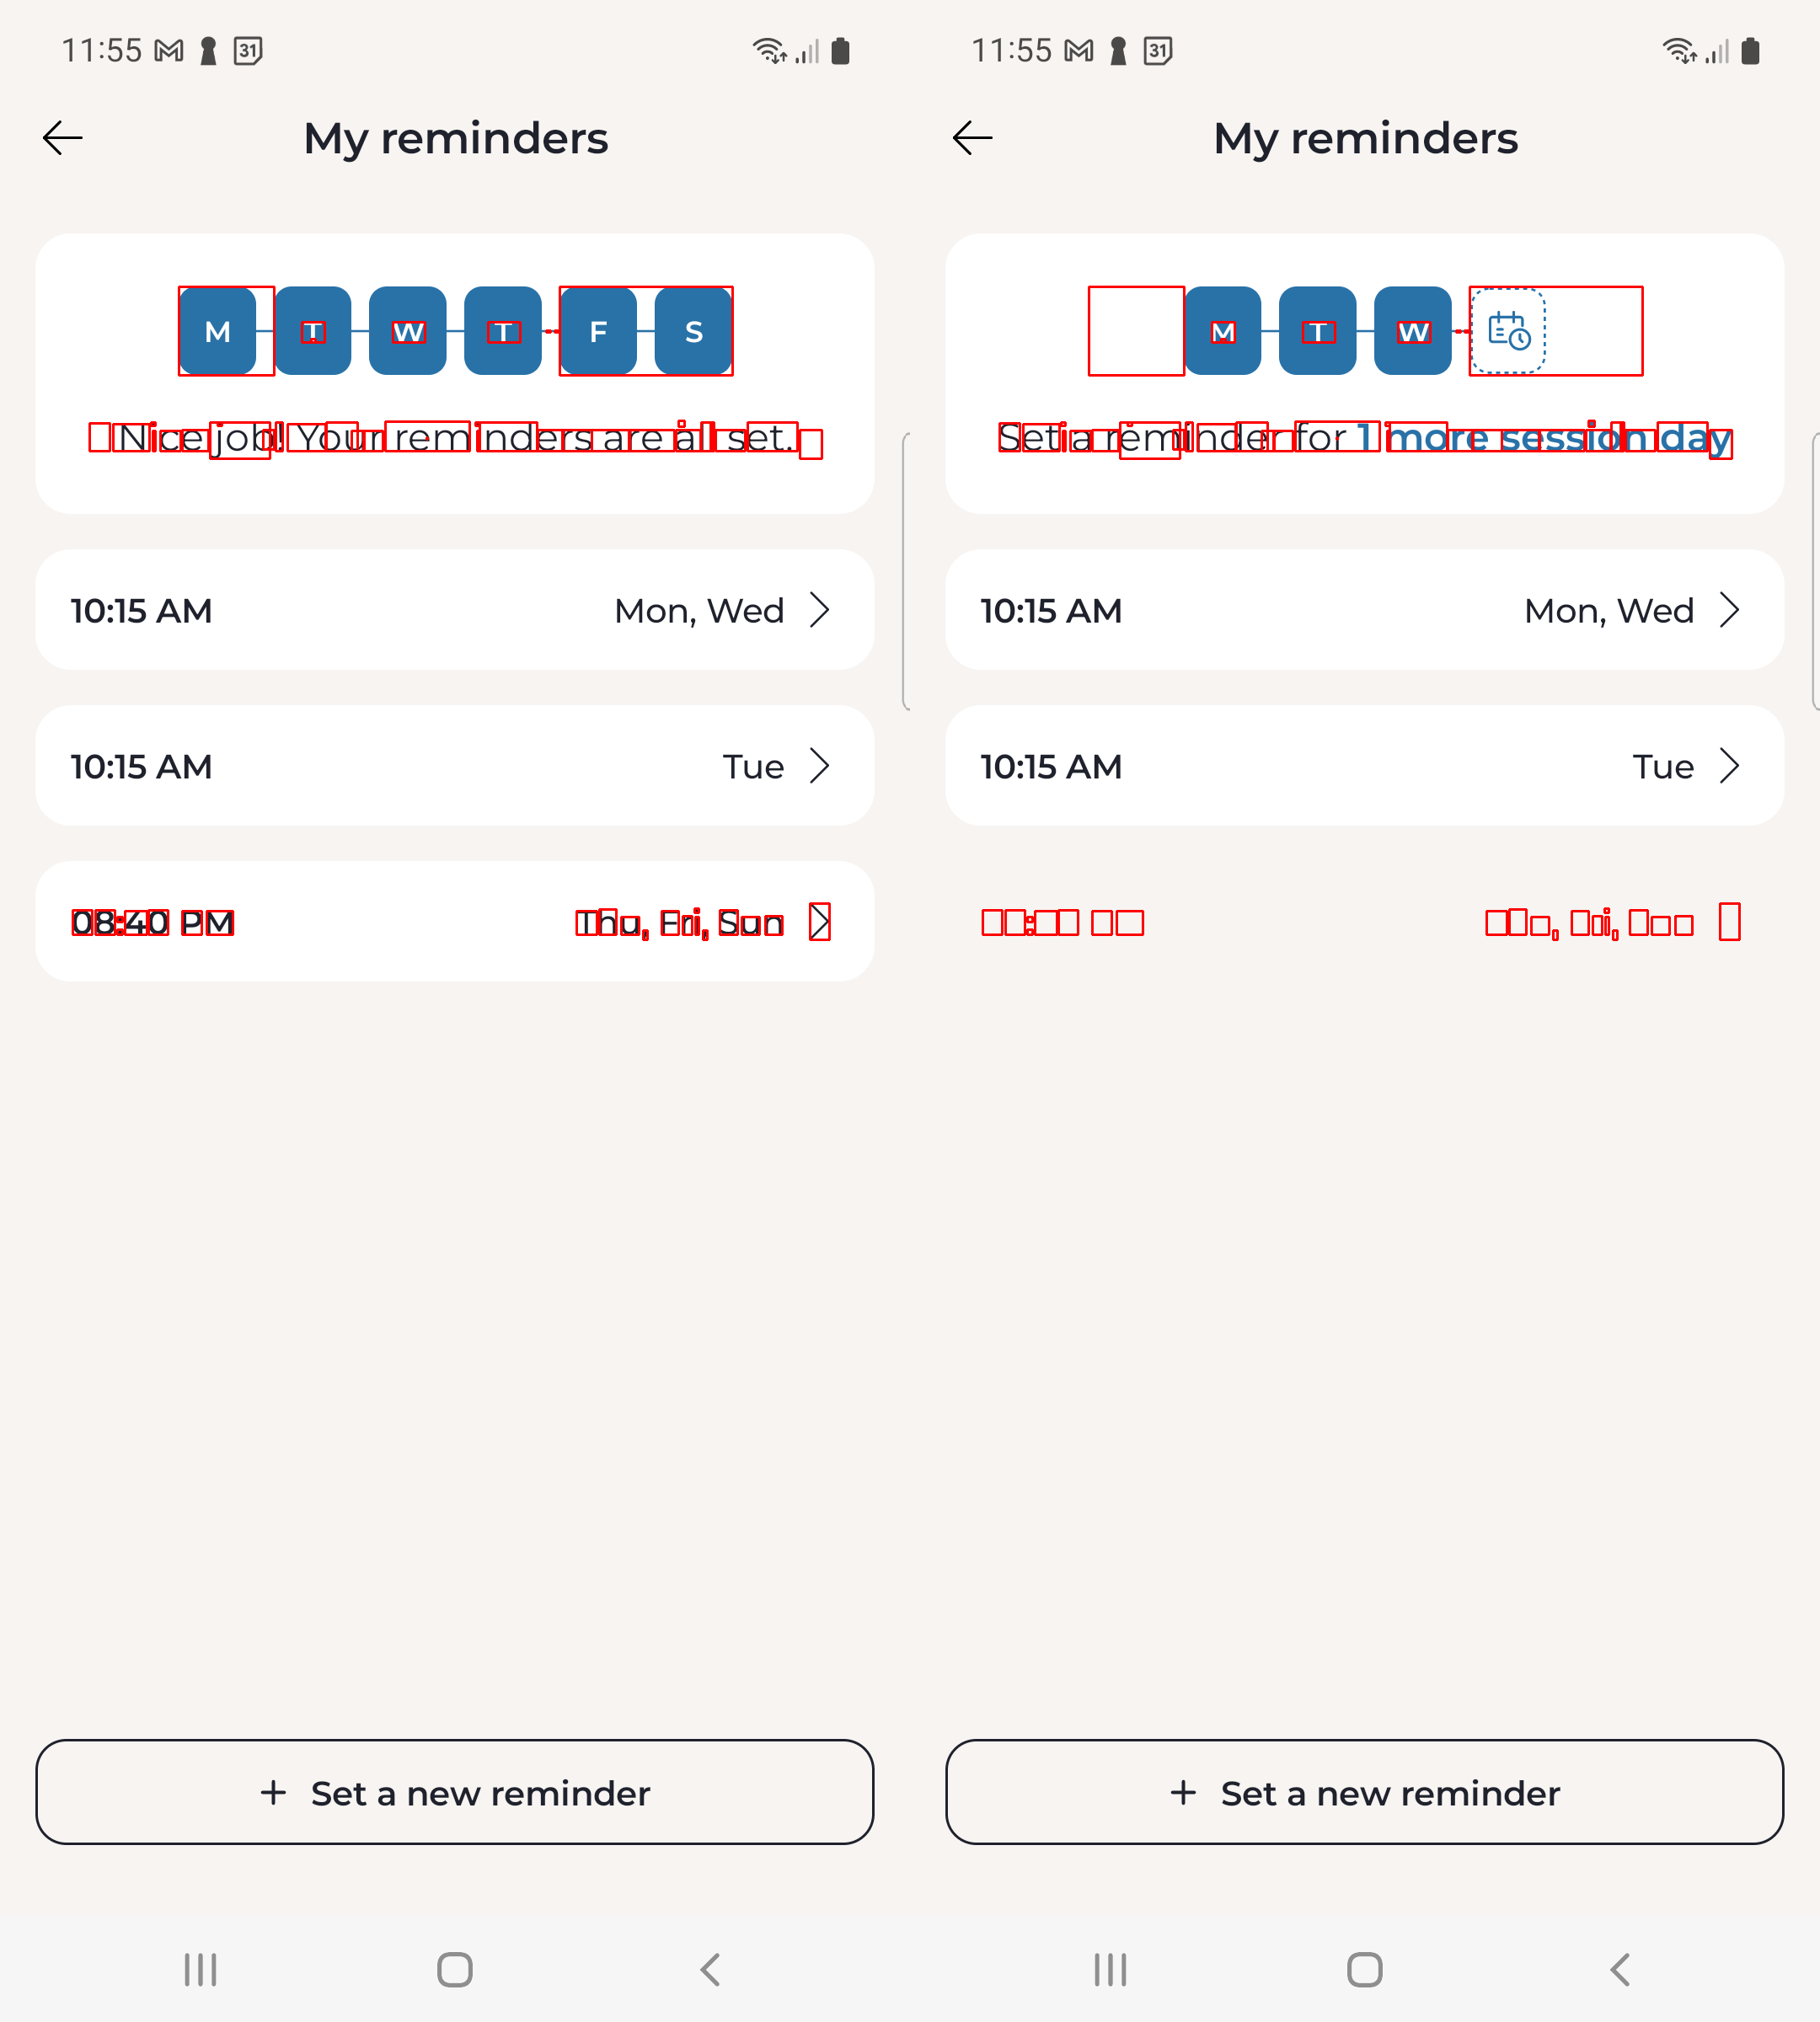 11:55 31
My reminders
M T W T F S
Nice job! Your reminders are all set.
10:15 AM Mon, Wed
10:15 AM Tue
08:40 PM Thu, Fri, Sun
+ Set a new reminder
11:55 31
My reminders
M T W
Set a reminder for 1 more session day
10:15 AM Mon, Wed
10:15 AM Tue
+ Set a new reminder